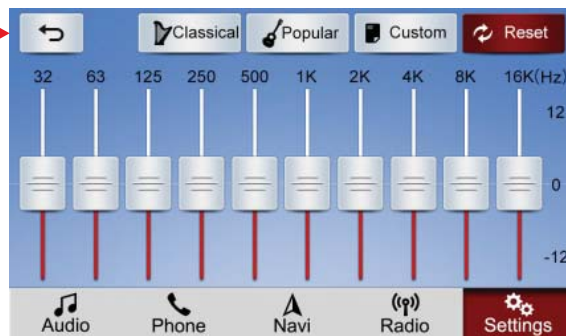 Classical Popular Custom Reset
32 63 125 250 500 1K 2K 4K 8K 16K(Hz)
12
0
-12
Audio Phone Navi Radio Settings